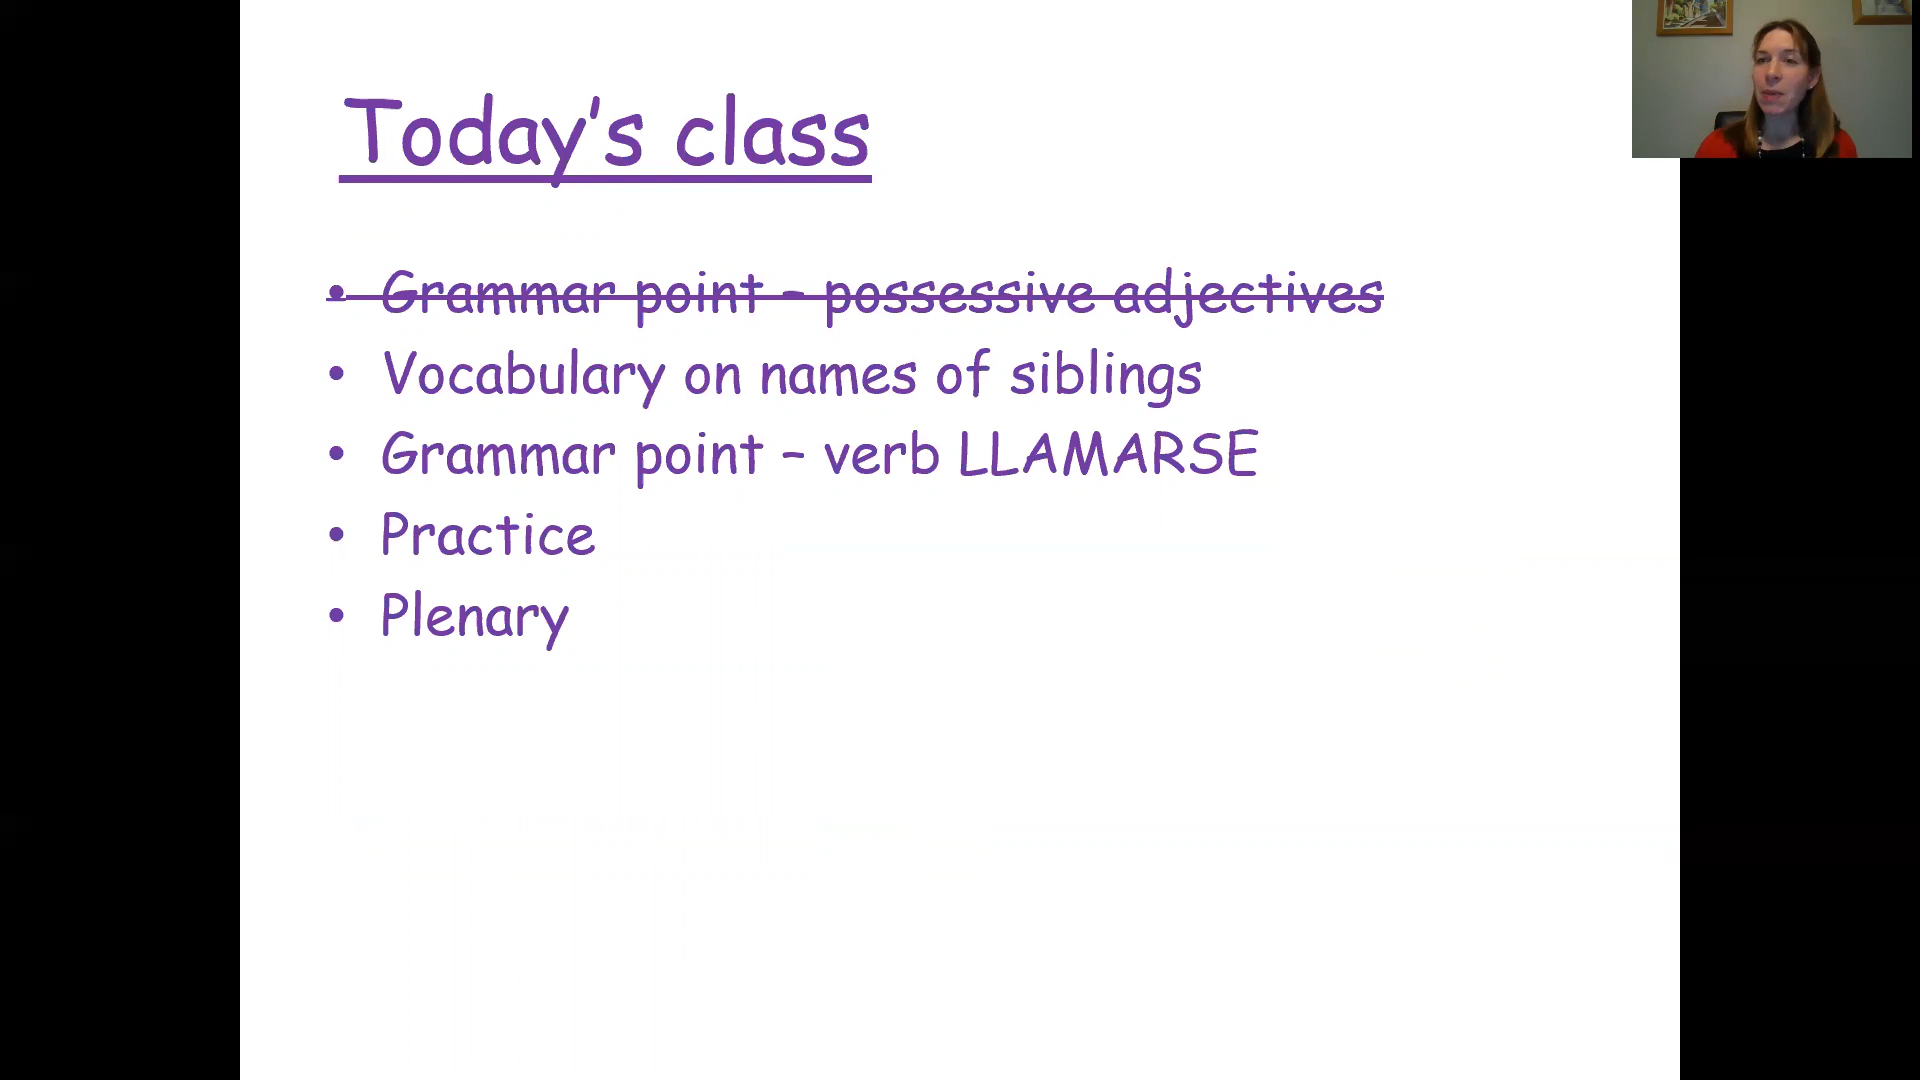 Today's class
• Grammar point – possessive adjectives
• Vocabulary on names of siblings
• Grammar point – verb LLAMARSE
• Practice
• Plenary